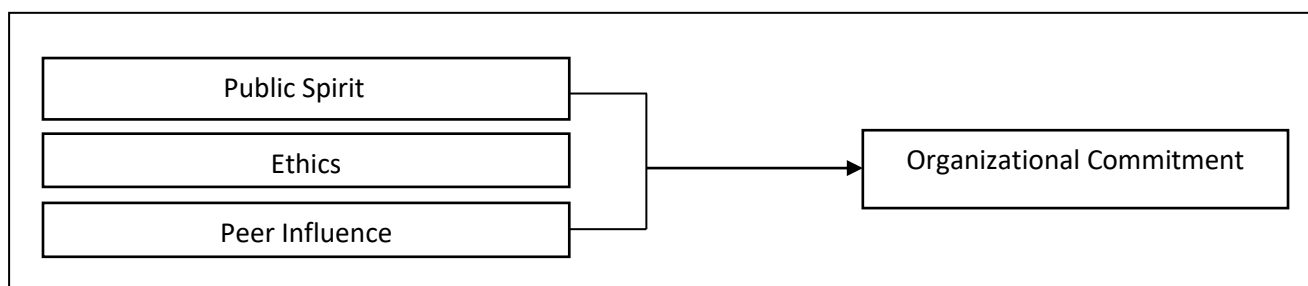 Public Spirit
Ethics
Peer Influence
Organizational Commitment